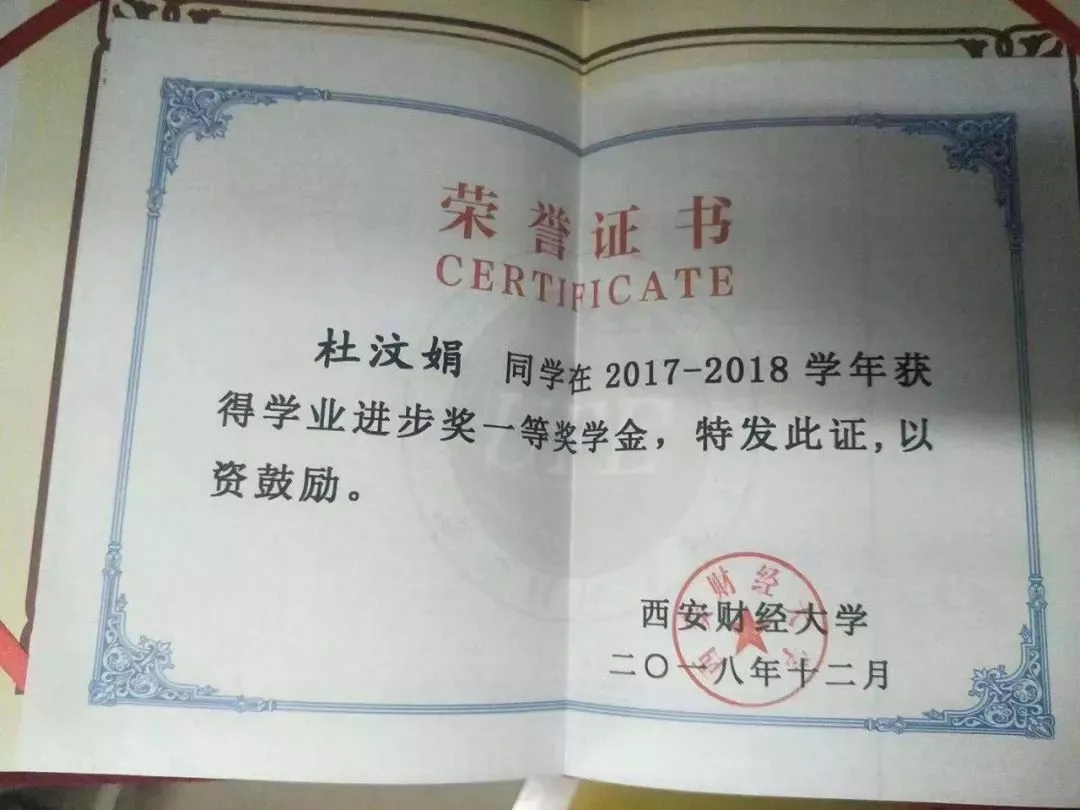 荣誉证书
CERTIFICATE
杜汶娟 同学在 2017-2018 学年获
得学业进步奖一等奖学金，特发此证,以
资鼓励。
西安财经大学
二〇一八年十二月
财经